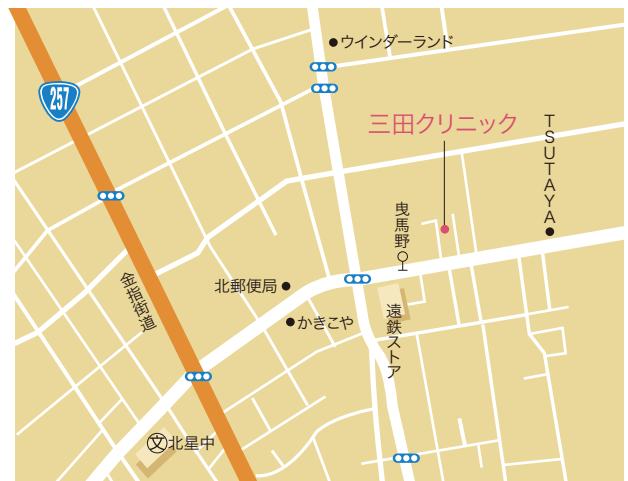 ウインダーランド
257
三田クリニック
TSUTAYA
曳馬野
金指街道
北郵便局
かきこや
遠鉄ストア
文北星中